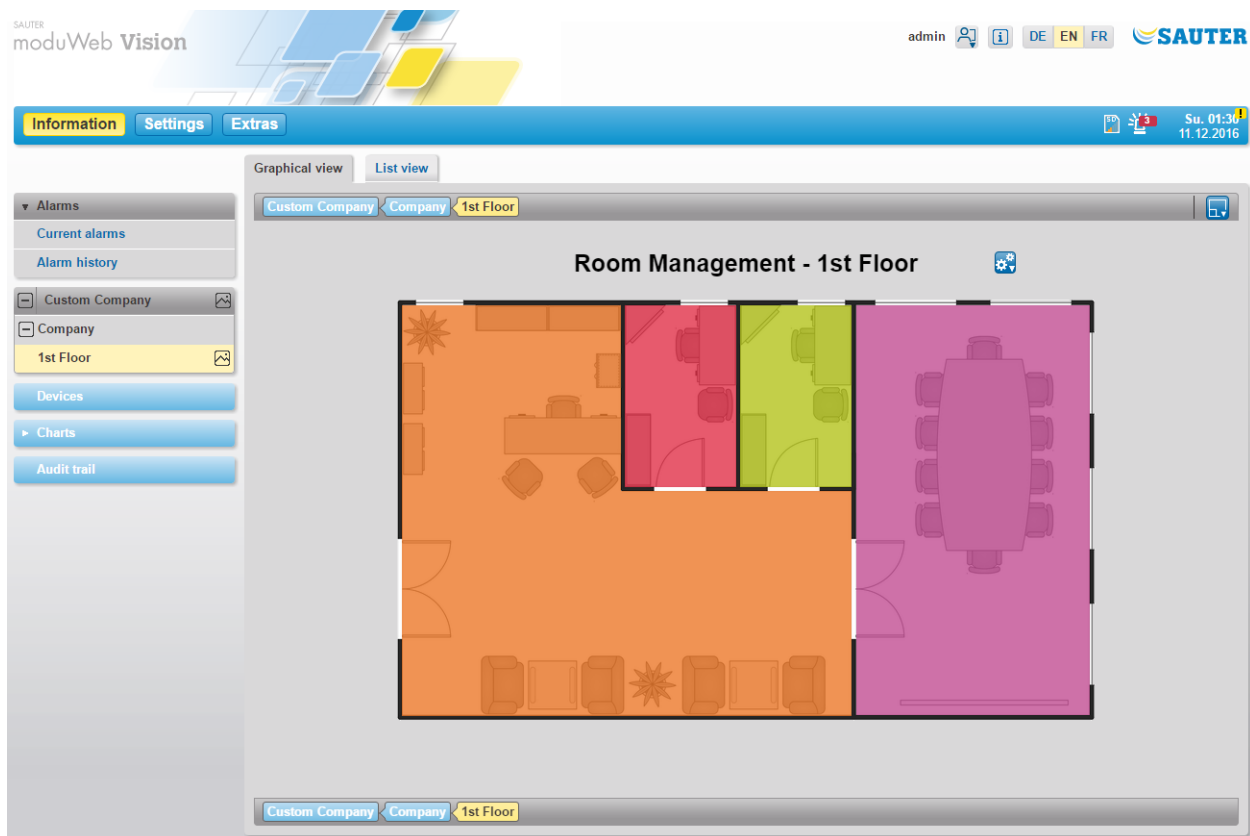 SAUTER
moduWeb Vision
admin DE EN FR SAUTER
Information Settings Extras
SD 3 Su. 01:30
11.12.2016
Graphical view List view
Alarms
Current alarms
Alarm history
Custom Company
Company
1st Floor
Devices
Charts
Audit trail
Custom Company Company 1st Floor
Room Management - 1st Floor
Custom Company Company 1st Floor